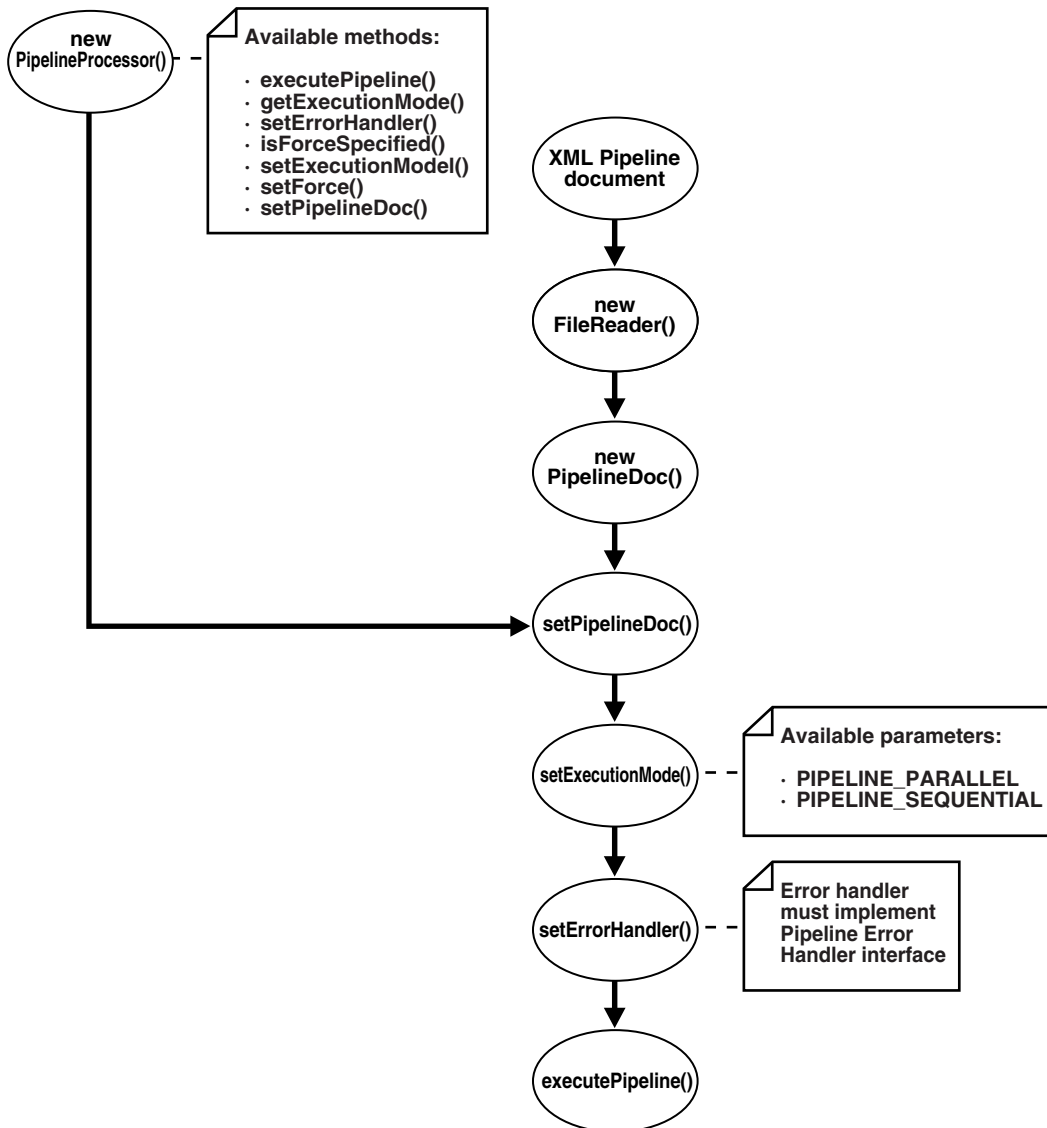 new
PipelineProcessor()
Available methods:
· executePipeline()
· getExecutionMode()
· setErrorHandler()
· isForceSpecified()
· setExecutionModel()
· setForce()
· setPipelineDoc()
XML Pipeline
document
new
FileReader()
new
PipelineDoc()
setPipelineDoc()
setExecutionMode()
Available parameters:
· PIPELINE_PARALLEL
· PIPELINE_SEQUENTIAL
setErrorHandler()
Error handler
must implement
Pipeline Error
Handler interface
executePipeline()